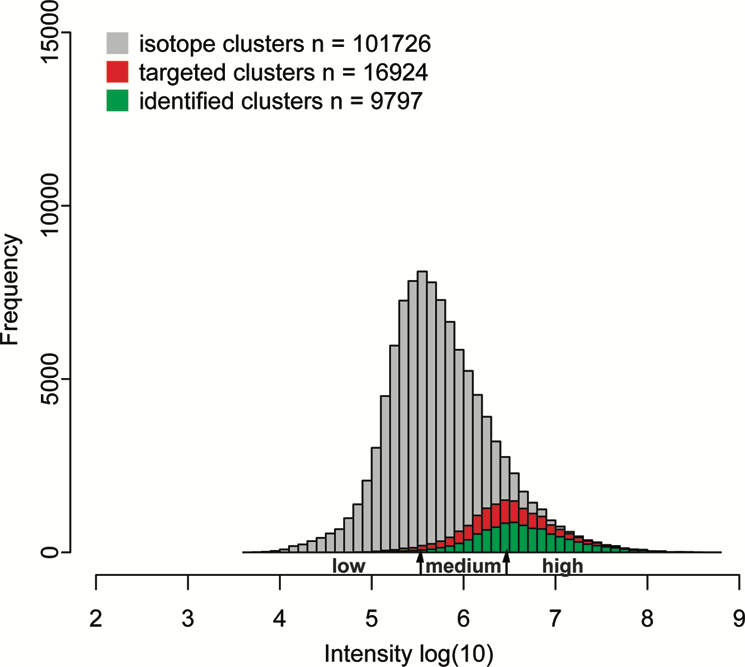 isotope clusters n = 101726
targeted clusters n = 16924
identified clusters n = 9797
Frequency
15000
10000
5000
0
low medium high
2 3 4 5 6 7 8 9
Intensity log(10)